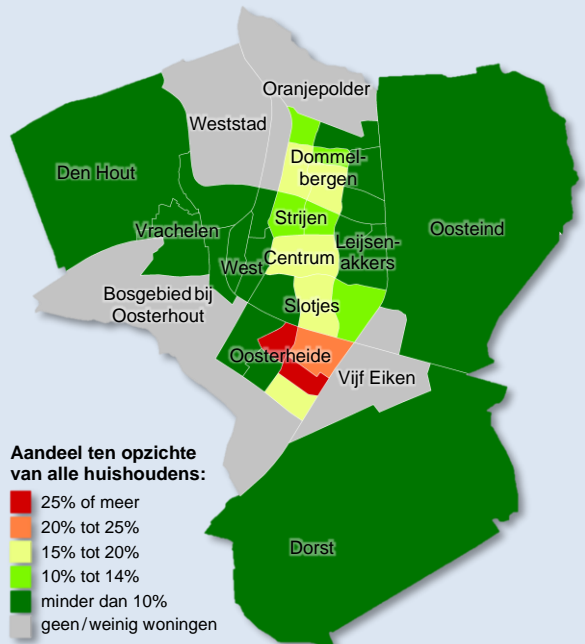 Oranjepolder
Weststad
Dommel-
bergen
Den Hout
Strijen
Vrachelen
Leijsen-
akkers
Oosteind
Centrum
West
Bosgebied bij
Oosterhout
Slotjes
Oosterheide
Vijf Eiken
Dorst
Aandeel ten opzichte
van alle huishoudens:
25% of meer
20% tot 25%
15% tot 20%
10% tot 14%
minder dan 10%
geen/weinig woningen